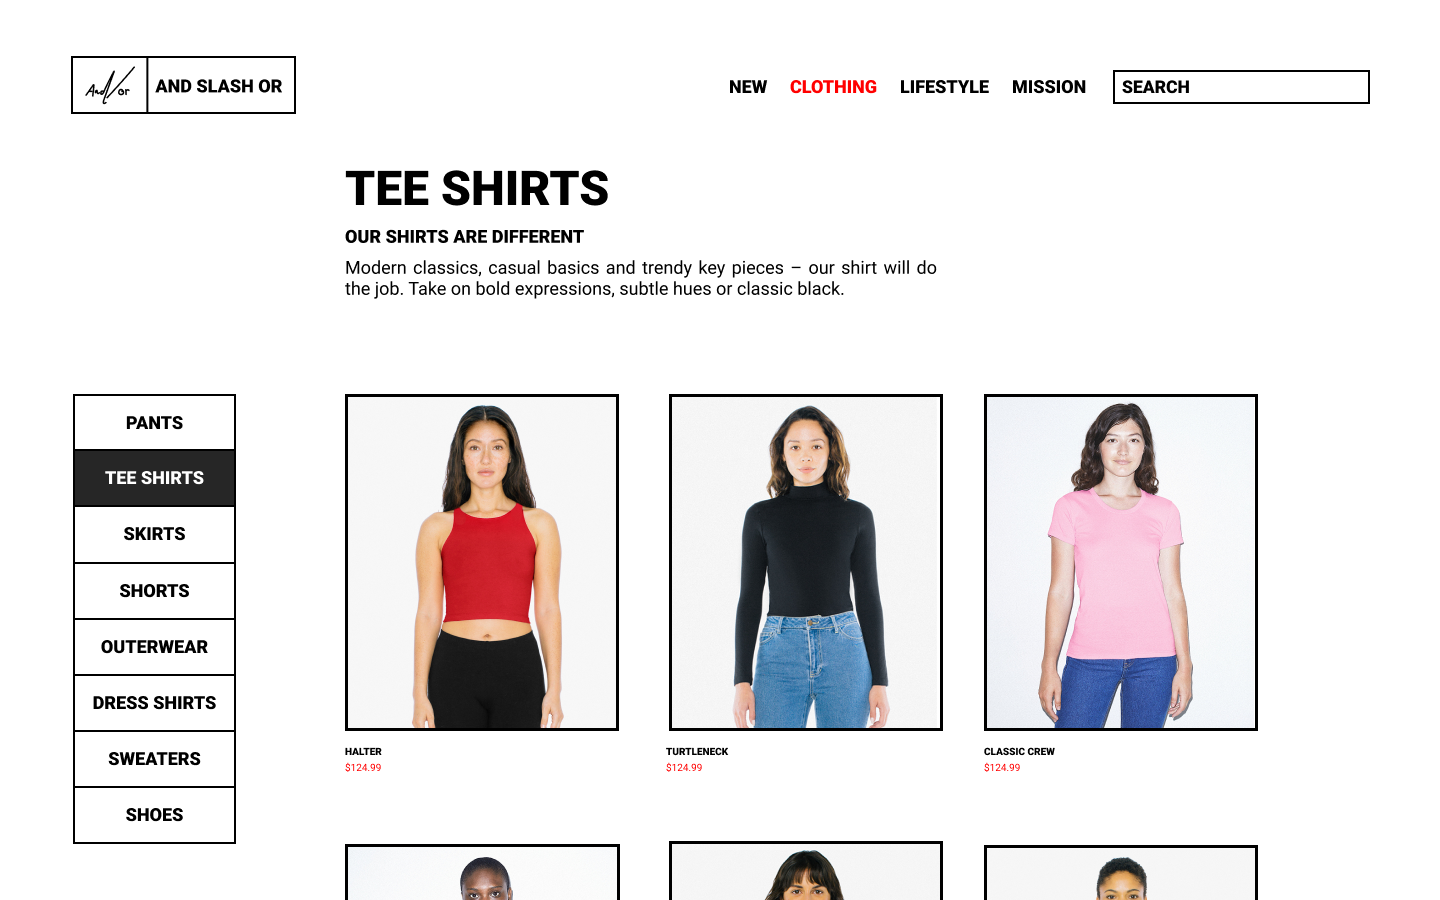 And/or
AND SLASH OR
NEW
CLOTHING
LIFESTYLE
MISSION
SEARCH
TEE SHIRTS
OUR SHIRTS ARE DIFFERENT
Modern classics, casual basics and trendy key pieces – our shirt will do
the job. Take on bold expressions, subtle hues or classic black.
PANTS
TEE SHIRTS
SKIRTS
SHORTS
OUTERWEAR
DRESS SHIRTS
SWEATERS
SHOES
HALTER
$124.99
TURTLENECK
$124.99
CLASSIC CREW
$124.99